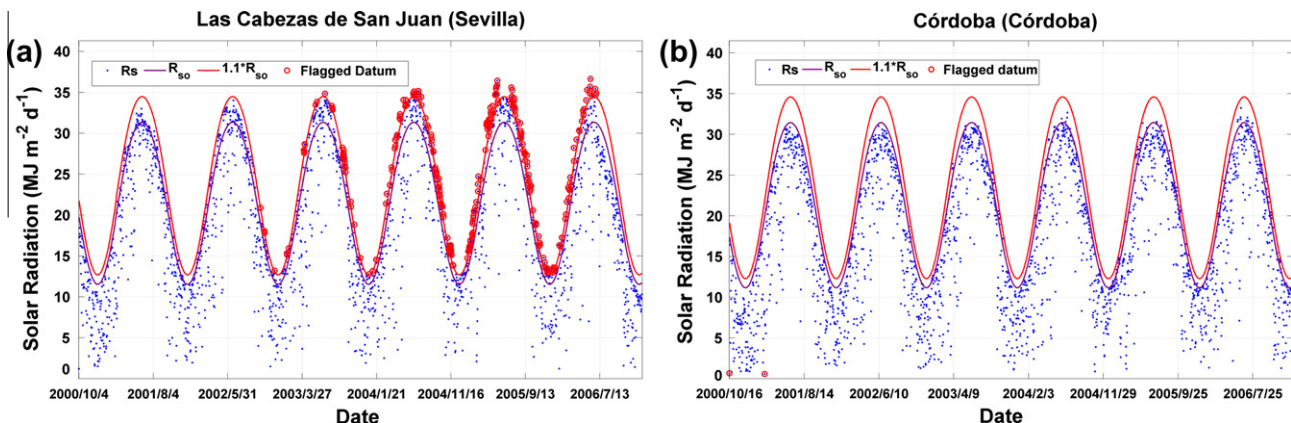 Las Cabezas de San Juan (Sevilla)
(a)
Rs R_so 1.1*R_so Flagged Datum
Solar Radiation (MJ m⁻² d⁻¹)
40
35
30
25
20
15
10
5
0
2000/10/4 2001/8/4 2002/5/31 2003/3/27 2004/1/21 2004/11/16 2005/9/13 2006/7/13
Date
Córdoba (Córdoba)
(b)
Rs R_so 1.1*R_so Flagged datum
Solar Radiation (MJ m⁻² d⁻¹)
40
35
30
25
20
15
10
5
0
2000/10/16 2001/8/14 2002/6/10 2003/4/9 2004/2/3 2004/11/29 2005/9/25 2006/7/25
Date